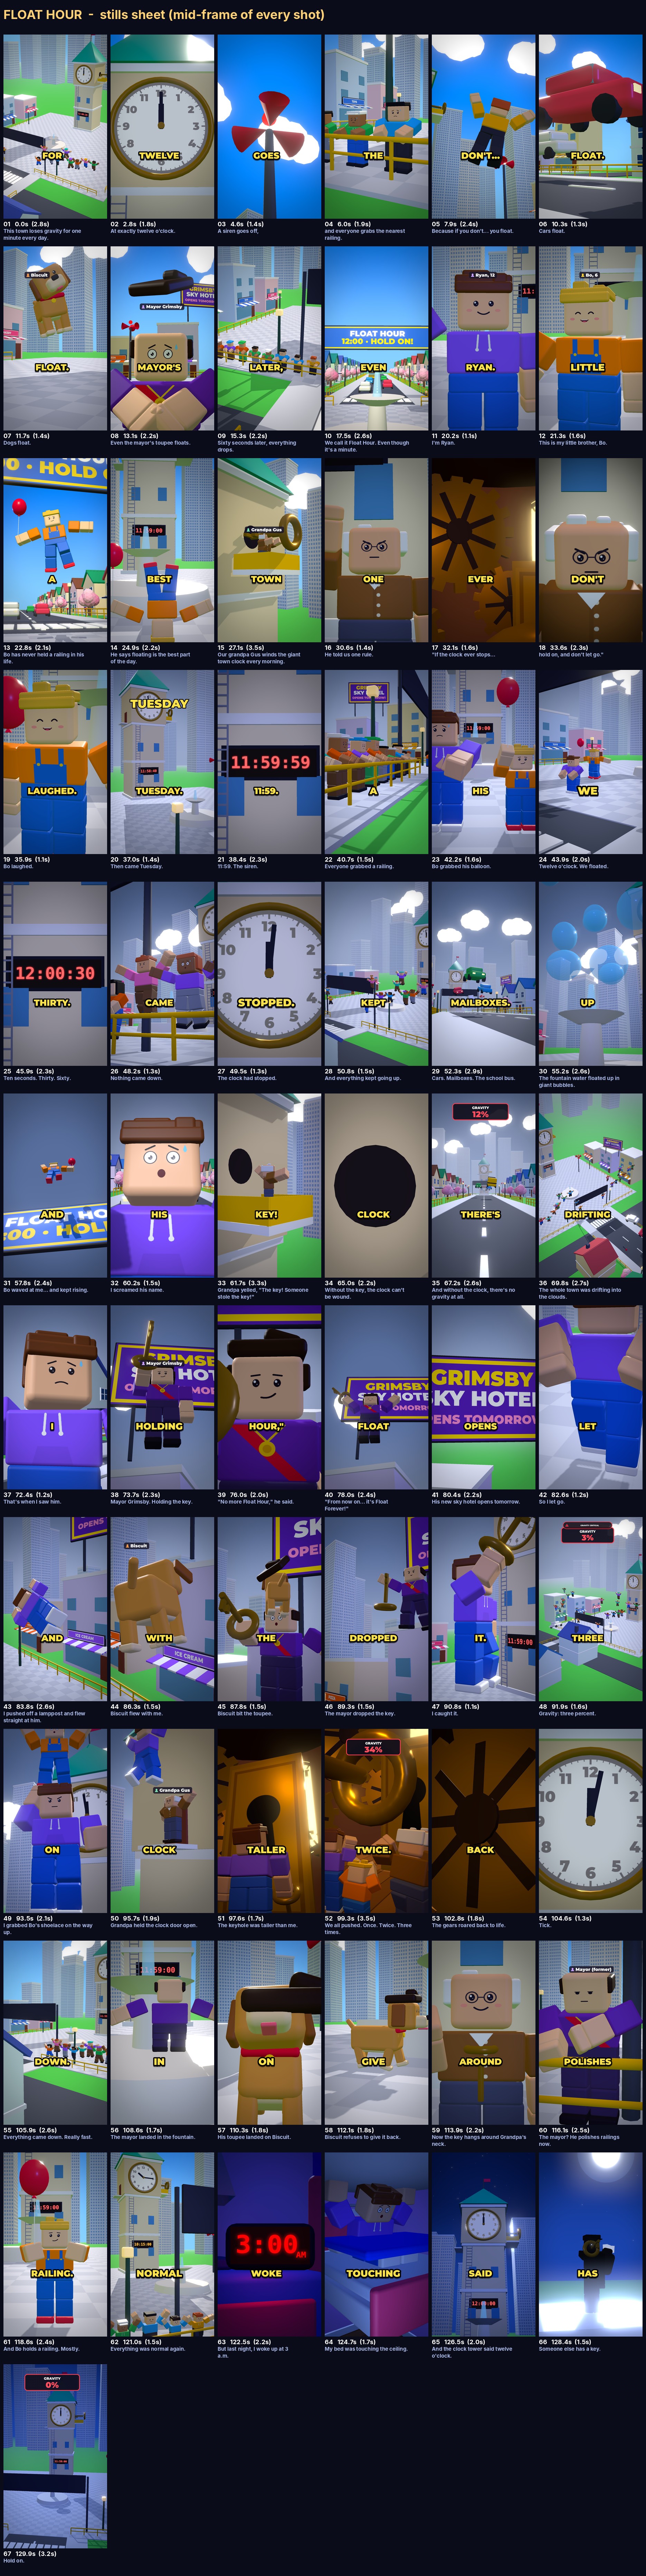 FLOAT HOUR - stills sheet (mid-frame of every shot)
FOR
TWELVE
GOES
THE
DON'T...
FLOAT.
01 0.0s (2.8s)
This town loses gravity for one
minute every day.
02 2.8s (1.8s)
At exactly twelve o'clock.
03 4.6s (1.4s)
A siren goes off,
04 6.0s (1.9s)
and everyone grabs the nearest
railing.
05 7.9s (2.4s)
Because if you don't... you float.
06 10.3s (1.3s)
Cars float.
Biscuit
FLOAT.
Mayor Grimsby
MAYOR'S
LATER,
FLOAT HOUR
12:00 - HOLD ON!
EVEN
Ryan, 12
RYAN.
Bo, 6
LITTLE
07 11.7s (1.4s)
Dogs float.
08 13.1s (2.2s)
Even the mayor's toupee floats.
09 15.3s (2.2s)
Sixty seconds later, everything
drops.
10 17.5s (2.6s)
We call it Float Hour. Even though
it's a minute.
11 20.2s (1.1s)
I'm Ryan.
12 21.3s (1.6s)
This is my little brother, Bo.
A
BEST
Grandpa Gus
TOWN
ONE
EVER
DON'T
13 22.8s (2.1s)
Bo has never held a railing in his
life.
14 24.9s (2.2s)
He says floating is the best part
of the day.
15 27.1s (3.5s)
Our grandpa Gus winds the giant
town clock every morning.
16 30.6s (1.4s)
He told us one rule.
17 32.1s (1.6s)
"If the clock ever stops...
18 33.6s (2.3s)
hold on, and don't let go."
LAUGHED.
TUESDAY
TUESDAY.
11:59:59
11:59.
A
HIS
WE
19 35.9s (1.1s)
Bo laughed.
20 37.0s (1.4s)
Then came Tuesday.
21 38.4s (2.3s)
11:59. The siren.
22 40.7s (1.5s)
Everyone grabbed a railing.
23 42.2s (1.6s)
Bo grabbed his balloon.
24 43.9s (2.0s)
Twelve o'clock. We floated.
12:00:30
THIRTY.
CAME
STOPPED.
KEPT
MAILBOXES.
UP
25 45.9s (2.3s)
Ten seconds. Thirty. Sixty.
26 48.2s (1.3s)
Nothing came down.
27 49.5s (1.3s)
The clock had stopped.
28 50.8s (1.5s)
And everything kept going up.
29 52.3s (2.9s)
Cars. Mailboxes. The school bus.
30 55.2s (2.6s)
The fountain water floated up in
giant bubbles.
AND
HIS
KEY!
CLOCK
GRAVITY
12%
THERE'S
DRIFTING
31 57.8s (2.4s)
Bo waved at me... and kept rising.
32 60.2s (1.5s)
I screamed his name.
33 61.7s (3.3s)
Grandpa yelled, "The key! Someone
stole the key!"
34 65.0s (2.2s)
Without the key, the clock can't
be wound.
35 67.2s (2.6s)
And without the clock, there's no
gravity at all.
36 69.8s (2.7s)
The whole town was drifting into
the clouds.
I
Mayor Grimsby
HOLDING
HOUR,"
FLOAT
GRIMSBY
SKY HOTEL
OPENS TOMORROW
OPENS
LET
37 72.4s (1.2s)
That's when I saw him.
38 73.7s (2.3s)
Mayor Grimsby. Holding the key.
39 76.0s (2.0s)
"No more Float Hour," he said.
40 78.0s (2.4s)
"From now on... it's Float
Forever!"
41 80.4s (2.2s)
His new sky hotel opens tomorrow.
42 82.6s (1.2s)
So I let go.
OPENS
ICE CREAM
AND
Biscuit
ICE CREAM
WITH
THE
DROPPED
11:59:00
IT.
GRAVITY
3%
THREE
43 83.8s (2.6s)
I pushed off a lamppost and flew
straight at him.
44 86.3s (1.5s)
Biscuit flew with me.
45 87.8s (1.5s)
Biscuit bit the toupee.
46 89.3s (1.5s)
The mayor dropped the key.
47 90.8s (1.1s)
I caught it.
48 91.9s (1.6s)
Gravity: three percent.
ON
Grandpa Gus
CLOCK
TALLER
GRAVITY
34%
TWICE.
BACK
49 93.5s (2.1s)
I grabbed Bo's shoelace on the way
up.
50 95.7s (1.9s)
Grandpa held the clock door open.
51 97.6s (1.7s)
The keyhole was taller than me.
52 99.3s (3.5s)
We all pushed. Once. Twice. Three
times.
53 102.8s (1.8s)
The gears roared back to life.
54 104.6s (1.3s)
Tick.
DOWN.
IN
ON
GIVE
AROUND
Mayor (former)
POLISHES
55 105.9s (2.6s)
Everything came down. Really fast.
56 108.6s (1.7s)
The mayor landed in the fountain.
57 110.3s (1.8s)
His toupee landed on Biscuit.
58 112.1s (1.8s)
Biscuit refuses to give it back.
59 113.9s (2.2s)
Now the key hangs around Grandpa's
neck.
60 116.1s (2.5s)
The mayor? He polishes railings
now.
RAILING.
NORMAL
3:00 AM
WOKE
TOUCHING
SAID
HAS
61 118.6s (2.4s)
And Bo holds a railing. Mostly.
62 121.0s (1.5s)
Everything was normal again.
63 122.5s (2.2s)
But last night, I woke up at 3
a.m.
64 124.7s (1.7s)
My bed was touching the ceiling.
65 126.5s (2.0s)
And the clock tower said twelve
o'clock.
66 128.4s (1.5s)
Someone else has a key.
GRAVITY
0%
67 129.9s (3.2s)
Hold on.